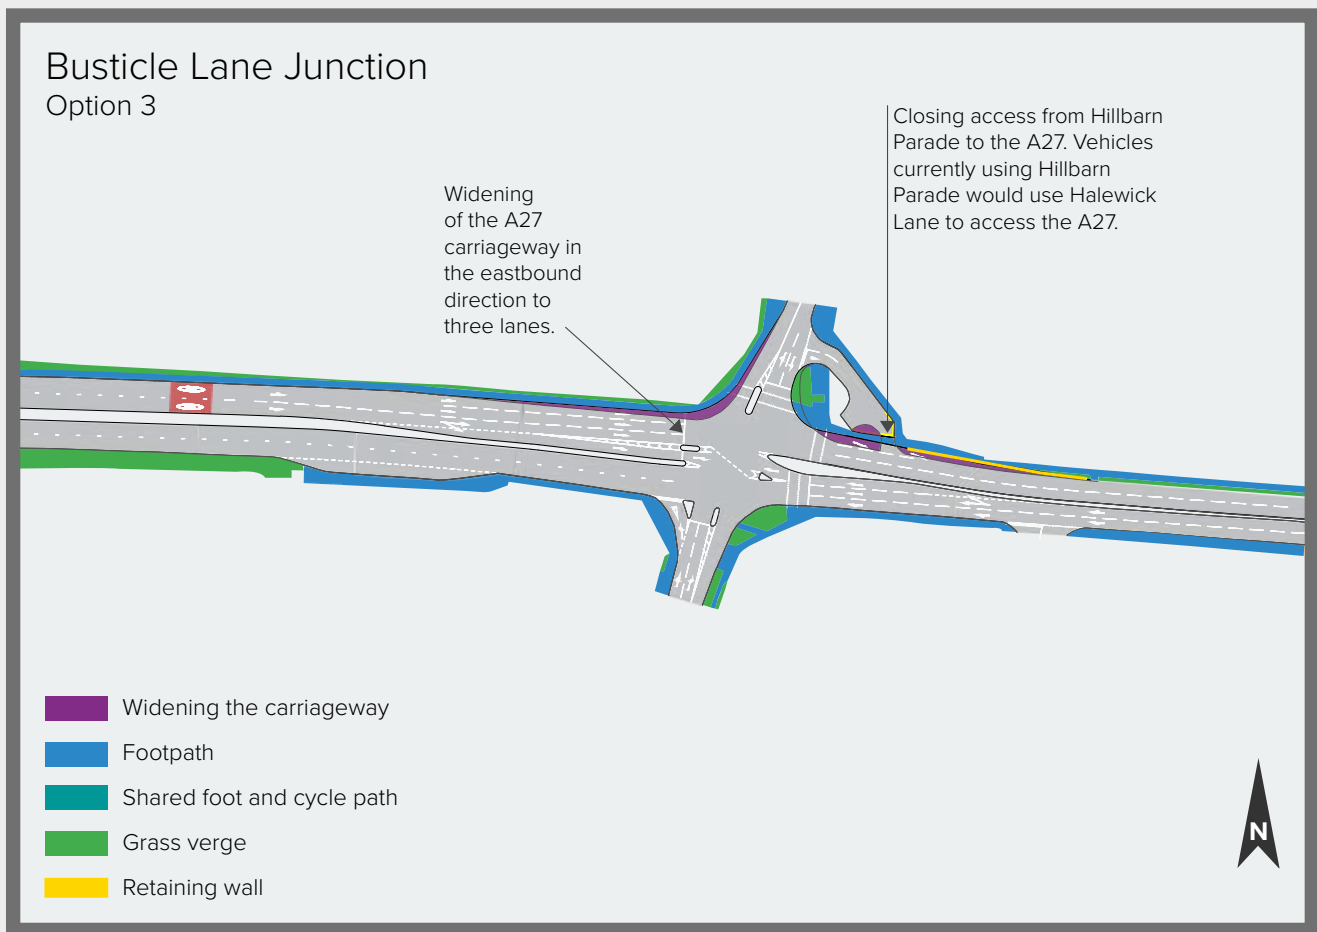 Busticle Lane Junction
Option 3
Closing access from Hillbarn
Parade to the A27. Vehicles
currently using Hillbarn
Parade would use Halewick
Lane to access the A27.
Widening
of the A27
carriageway in
the eastbound
direction to
three lanes.
Widening the carriageway
Footpath
Shared foot and cycle path
Grass verge
Retaining wall
N